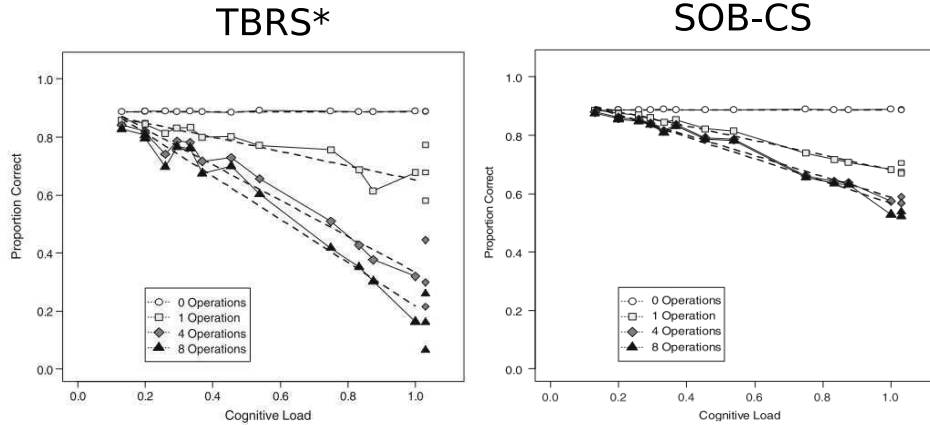 TBRS*
SOB-CS
Proportion Correct
1.0
0.8
0.6
0.4
0.2
0.0
0 Operations
1 Operation
4 Operations
8 Operations
0.0 0.2 0.4 0.6 0.8 1.0
Cognitive Load
Proportion Correct
1.0
0.8
0.6
0.4
0.2
0.0
0 Operations
1 Operation
4 Operations
8 Operations
0.0 0.2 0.4 0.6 0.8 1.0
Cognitive Load